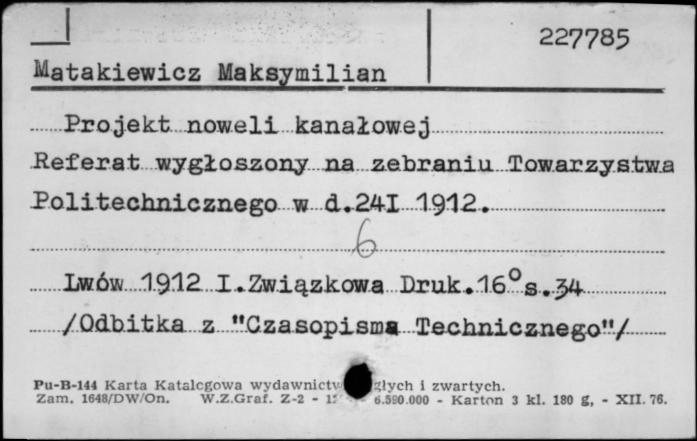 227785
Matakiewicz Maksymilian
Projekt noweli kanałowej
Referat wygłoszony na zebraniu Towarzystwa
Politechnicznego w d.24I 1912.
6
Lwów 1912 I.Związkowa Druk.16° s.34
/Odbitka z "Czasopisma Technicznego"/
Pu-B-144 Karta Katalogowa wydawnictw głych i zwartych.
Zam. 1648/DW/On. W.Z.Graf. Z-2 - 6.590.000 - Karton 3 kl. 180 g, - XII. 76.